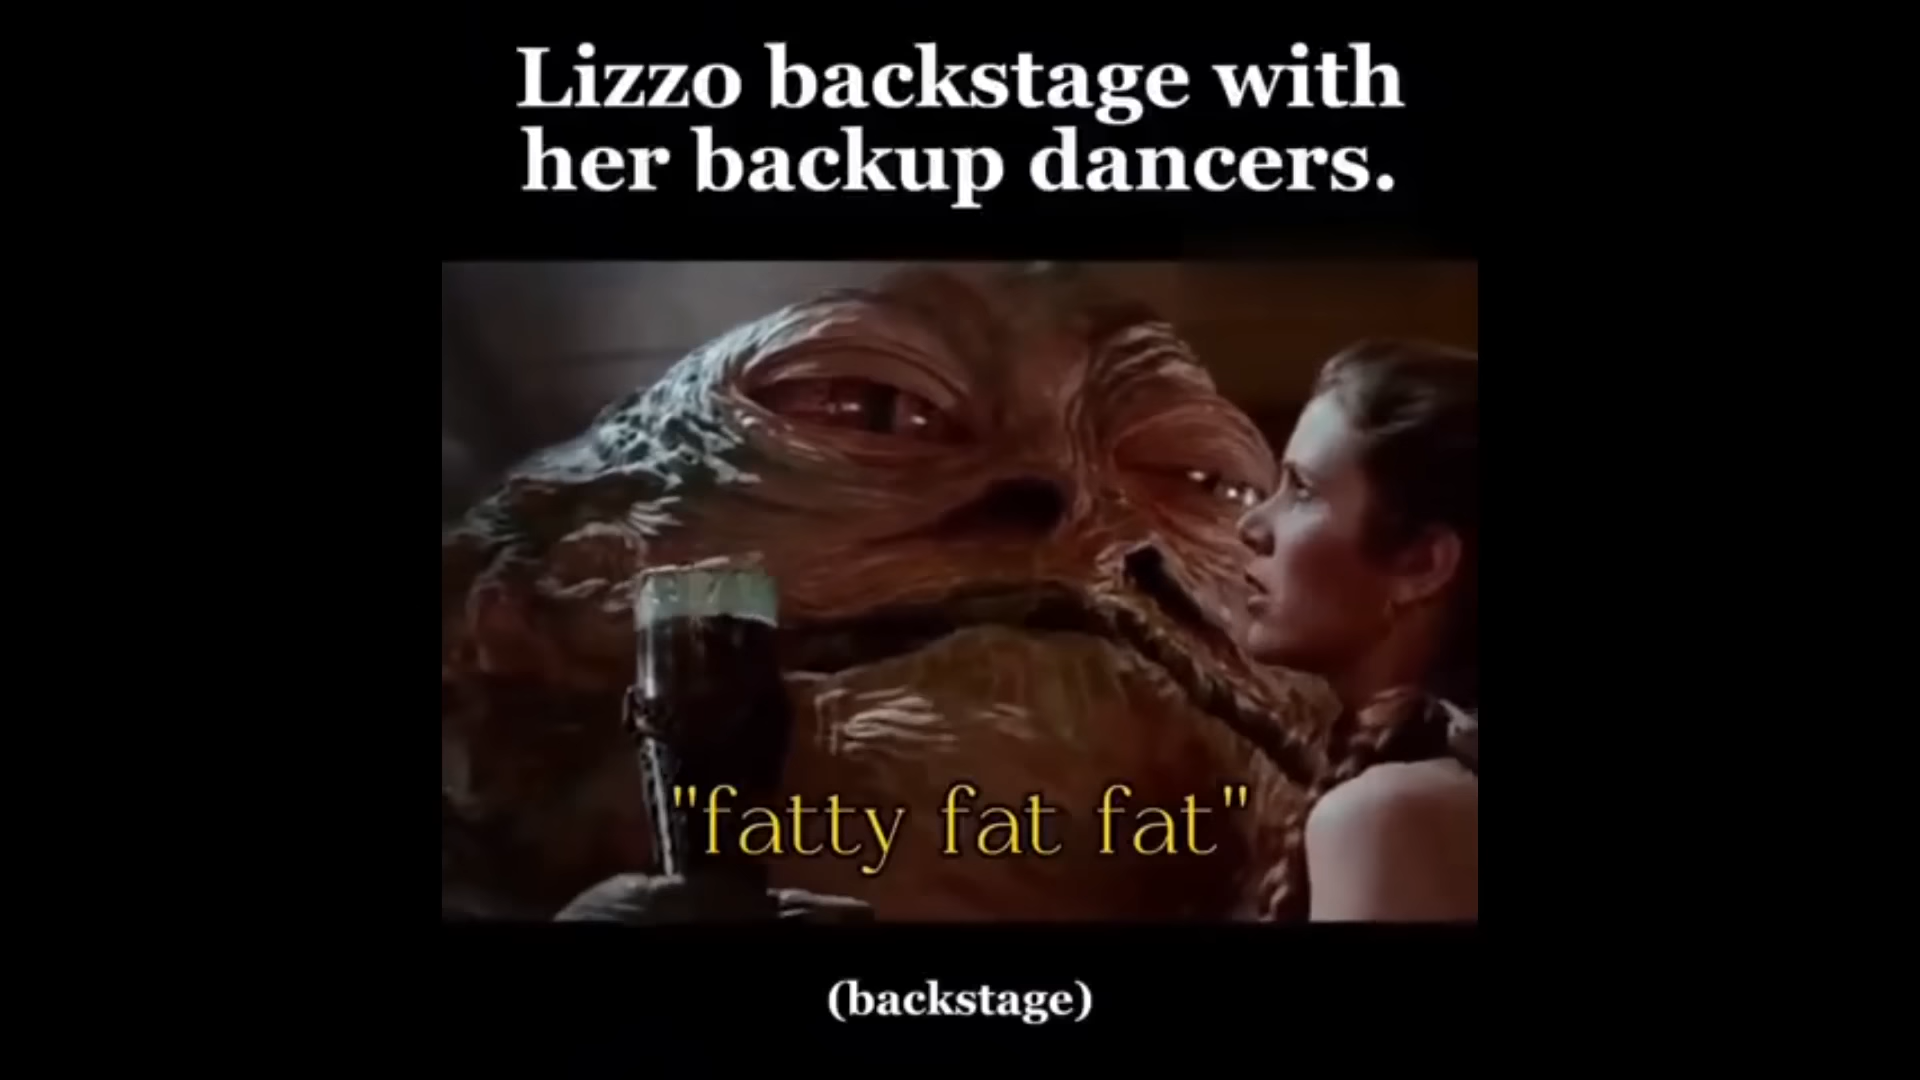 Lizzo backstage with
her backup dancers.
"fatty fat fat"
(backstage)